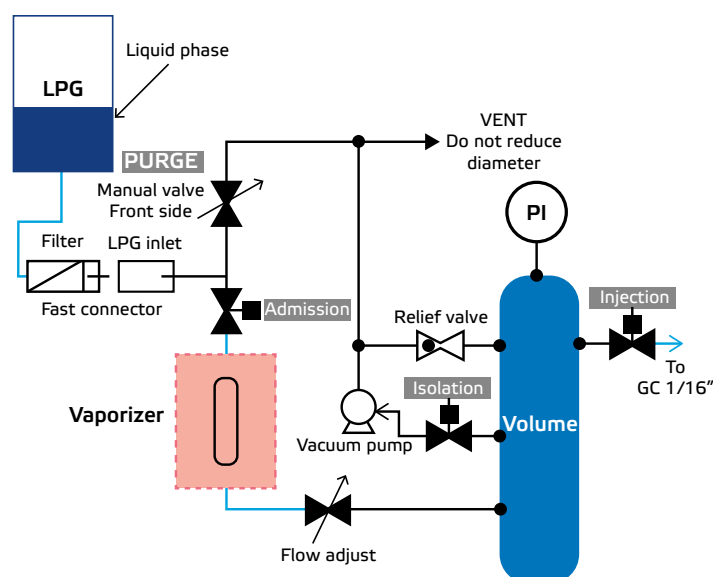 Liquid phase
LPG
VENT
Do not reduce
diameter
PURGE
Manual valve
Front side
PI
Filter
LPG inlet
Fast connector
Admission
Relief valve
Injection
To
GC 1/16”
Isolation
Vaporizer
Volume
Vacuum pump
Flow adjust